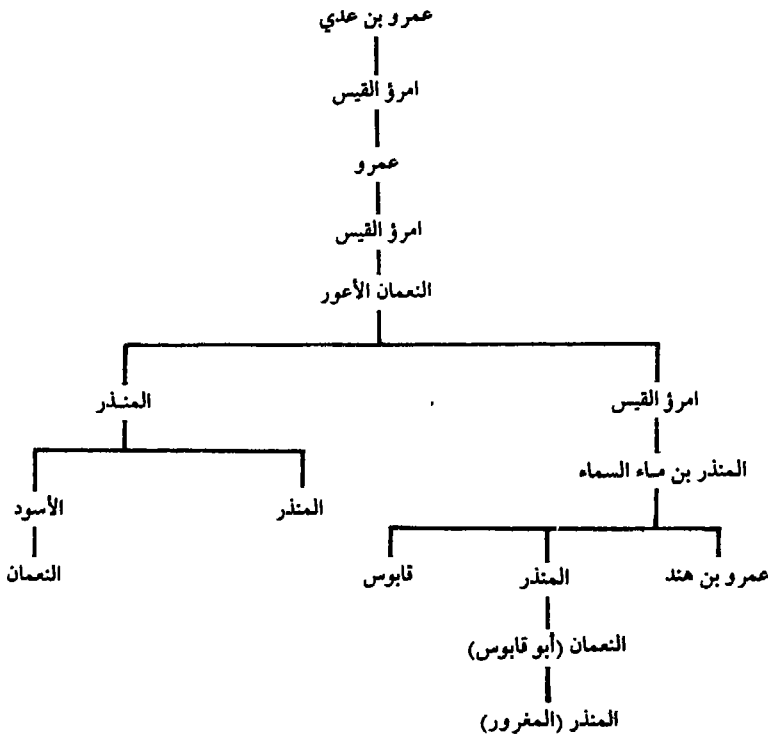 عمرو بن عدي
امرؤ القيس
عمرو
امرؤ القيس
النعمان الأعور
امرؤ القيس
المنذر
المنذر بن ماء السماء
المنذر
الأسود
عمرو بن هند
المنذر
قابوس
النعمان
النعمان (أبو قابوس)
المنذر (المغرور)